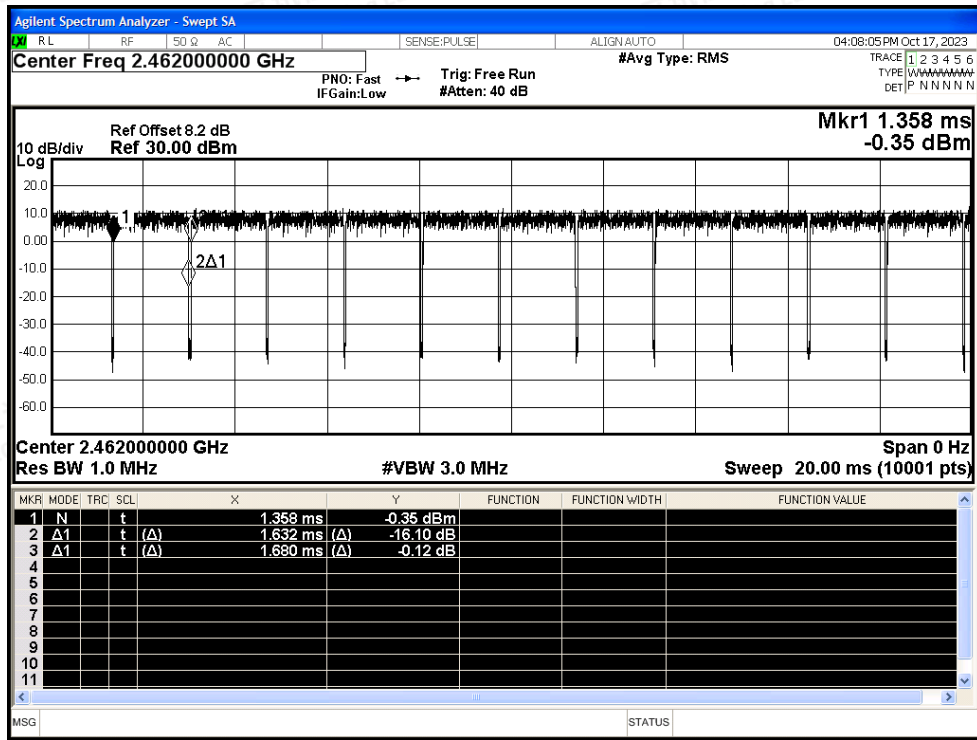 Agilent Spectrum Analyzer - Swept SA
LXI RL RF 50 Ω AC SENSE:PULSE ALIGN AUTO 04:08:05 PM Oct 17, 2023
Center Freq 2.462000000 GHz
PNO: Fast
IFGain:Low
Trig: Free Run
#Atten: 40 dB
#Avg Type: RMS
TRACE 1 2 3 4 5 6
TYPE WWWWWW
DET P N N N N N
Mkr1 1.358 ms
-0.35 dBm
Ref Offset 8.2 dB
10 dB/div Ref 30.00 dBm
Log
20.0
10.0
0.00
-10.0
-20.0
-30.0
-40.0
-50.0
-60.0
1
2Δ1
Center 2.462000000 GHz Span 0 Hz
Res BW 1.0 MHz #VBW 3.0 MHz Sweep 20.00 ms (10001 pts)
MKR MODE TRC SCL X Y FUNCTION FUNCTION WIDTH FUNCTION VALUE
1 N t 1.358 ms -0.35 dBm
2 Δ1 t (Δ) 1.632 ms (Δ) -16.10 dB
3 Δ1 t (Δ) 1.680 ms (Δ) -0.12 dB
4
5
6
7
8
9
10
11
MSG STATUS